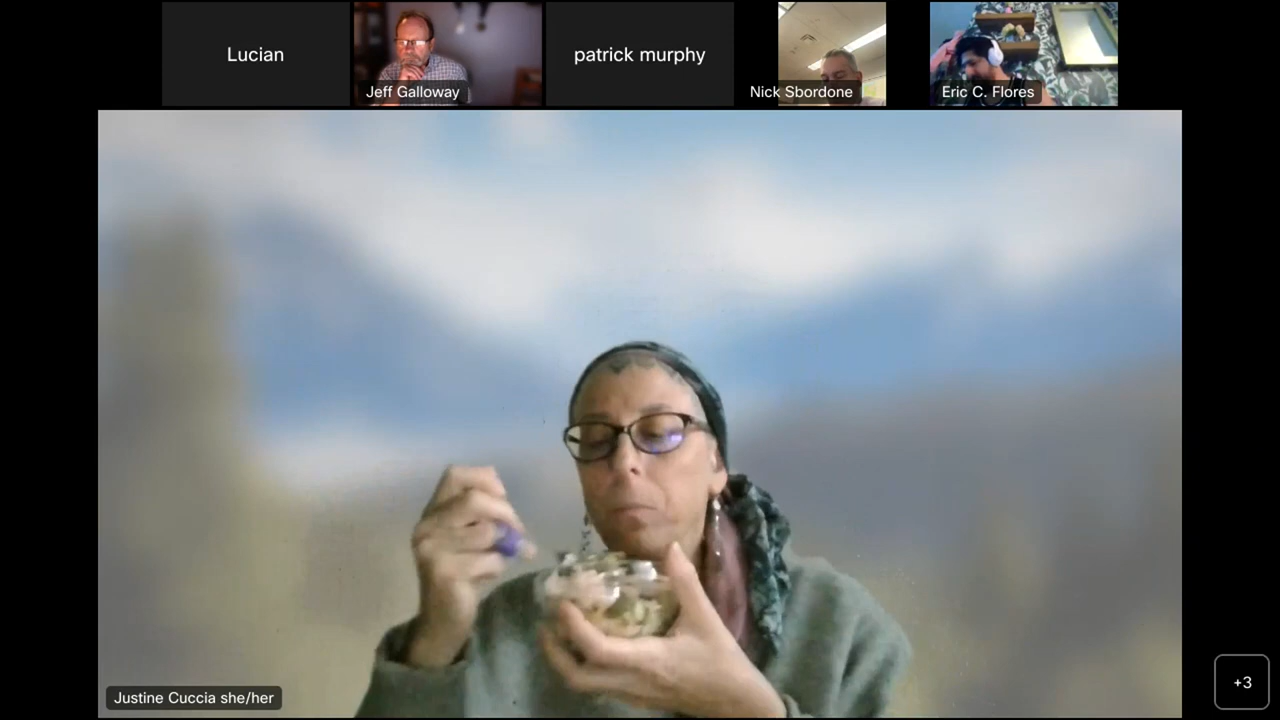 Lucian
Jeff Galloway
patrick murphy
Nick Sbordone
Eric C. Flores
Justine Cuccia she/her
+3